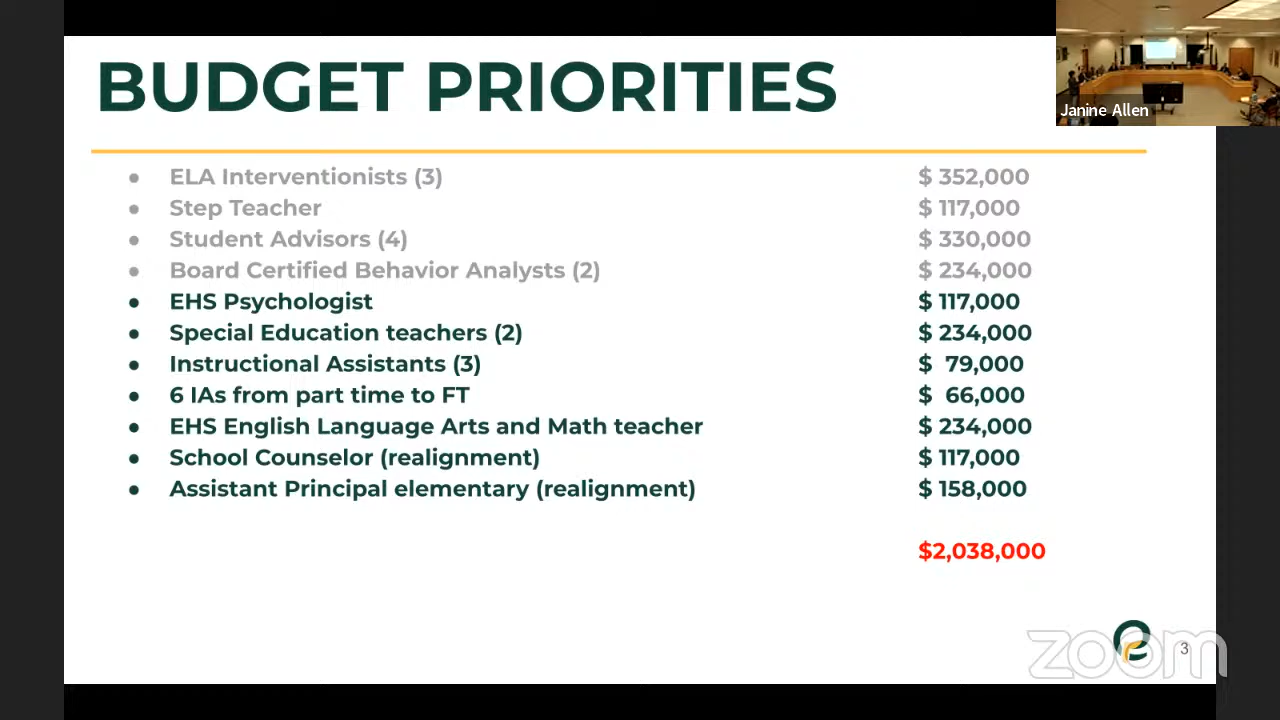 BUDGET PRIORITIES
Janine Allen
● ELA Interventionists (3) $ 352,000
● Step Teacher $ 117,000
● Student Advisors (4) $ 330,000
● Board Certified Behavior Analysts (2) $ 234,000
● EHS Psychologist $ 117,000
● Special Education teachers (2) $ 234,000
● Instructional Assistants (3) $ 79,000
● 6 IAs from part time to FT $ 66,000
● EHS English Language Arts and Math teacher $ 234,000
● School Counselor (realignment) $ 117,000
● Assistant Principal elementary (realignment) $ 158,000
$2,038,000
zoom
3